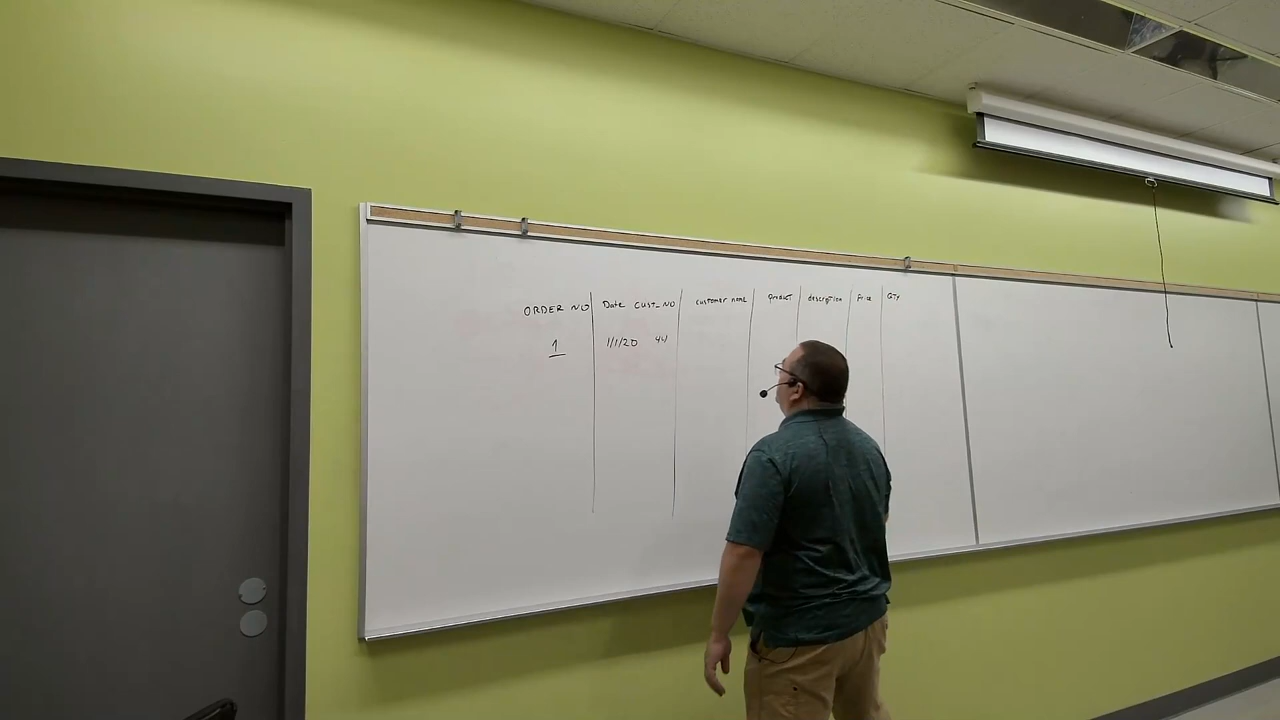 ORDER NO Date CUST_NO customer name product description Price QTY
1 1/1/20 44